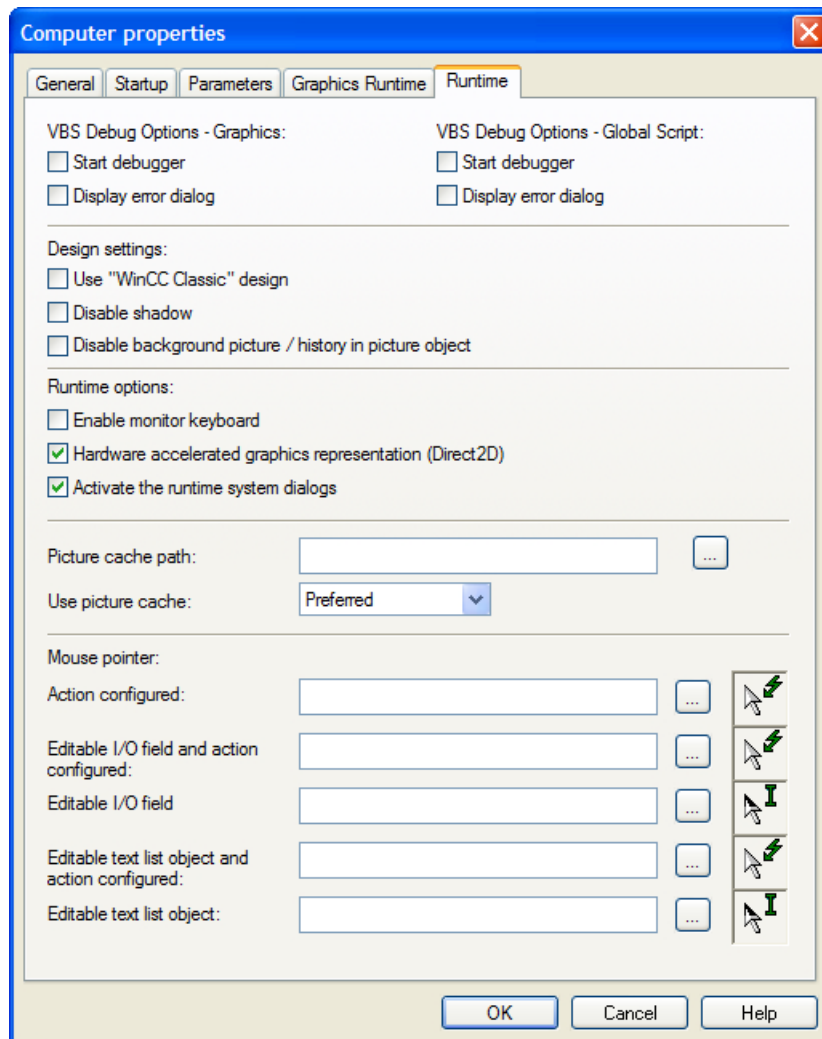 Computer properties
General Startup Parameters Graphics Runtime Runtime
VBS Debug Options - Graphics: VBS Debug Options - Global Script:
Start debugger Start debugger
Display error dialog Display error dialog
Design settings:
Use "WinCC Classic" design
Disable shadow
Disable background picture / history in picture object
Runtime options:
Enable monitor keyboard
Hardware accelerated graphics representation (Direct2D)
Activate the runtime system dialogs
Picture cache path: ...
Use picture cache: Preferred
Mouse pointer:
Action configured: ...
Editable I/O field and action
configured: ...
Editable I/O field ...
Editable text list object and
action configured: ...
Editable text list object: ...
OK Cancel Help